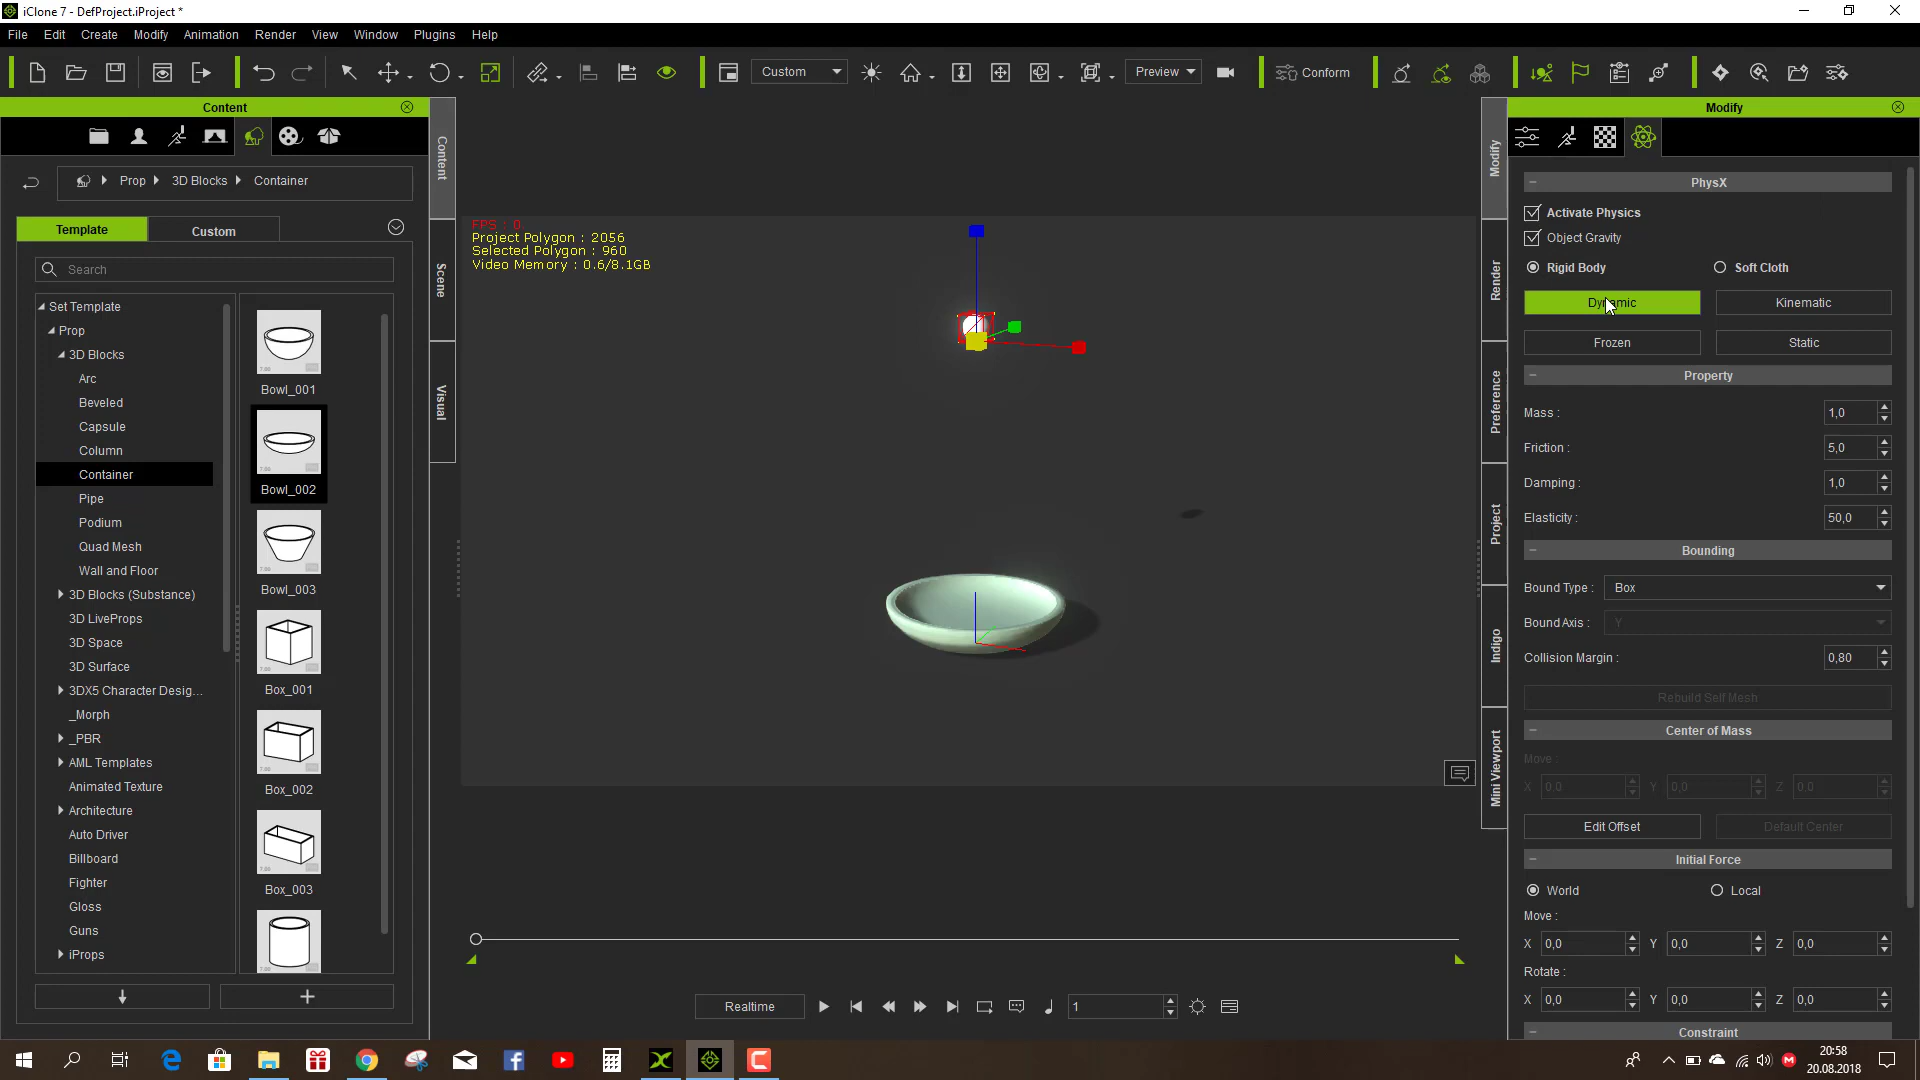 iClone 7 - DefProject.iProject *
File Edit Create Modify Animation Render View Window Plugins Help
Custom Preview Conform
Content
Prop 3D Blocks Container
Template Custom
Search
Set Template
Prop
3D Blocks
Arc
Beveled
Capsule
Column
Container
Pipe
Podium
Quad Mesh
Wall and Floor
3D Blocks (Substance)
3D LiveProps
3D Space
3D Surface
3DX5 Character Desig...
_Morph
_PBR
AML Templates
Animated Texture
Architecture
Auto Driver
Billboard
Fighter
Gloss
Guns
iProps
Bowl_001
Bowl_002
Bowl_003
Box_001
Box_002
Box_003
Content
Scene
Visual
FPS : 0
Project Polygon : 2056
Selected Polygon : 960
Video Memory : 0.6/8.1GB
Realtime 1
Modify
Render
Preference
Project
Indigo
Mini Viewport
Modify
PhysX
Activate Physics
Object Gravity
Rigid Body Soft Cloth
Dynamic Kinematic
Frozen Static
Property
Mass : 1,0
Friction : 5,0
Damping : 1,0
Elasticity : 50,0
Bounding
Bound Type : Box
Bound Axis : Y
Collision Margin : 0,80
Rebuild Self Mesh
Center of Mass
Move :
X 0,0 Y 0,0 Z 0,0
Edit Offset Default Center
Initial Force
World Local
Move :
X 0,0 Y 0,0 Z 0,0
Rotate :
X 0,0 Y 0,0 Z 0,0
Constraint
20:58
20.08.2018